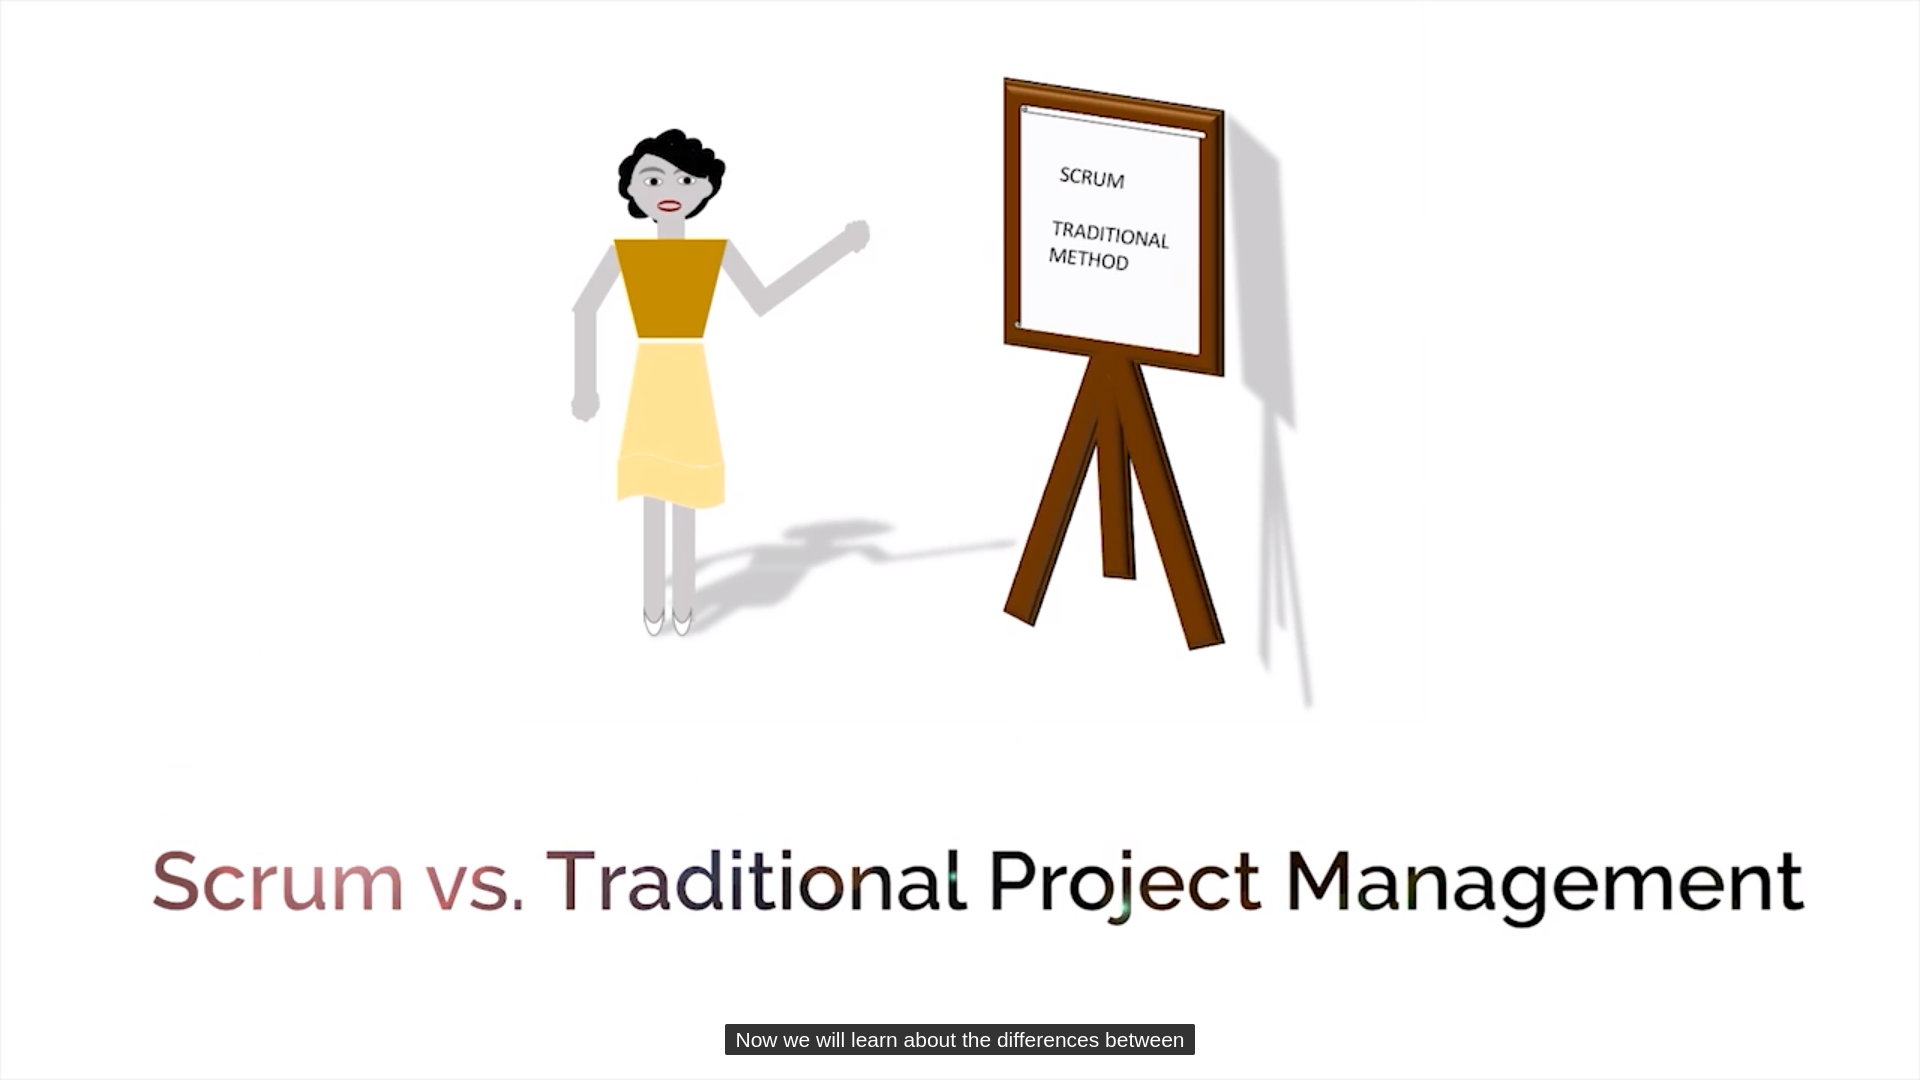 SCRUM
TRADITIONAL
METHOD
Scrum vs. Traditional Project Management
Now we will learn about the differences between